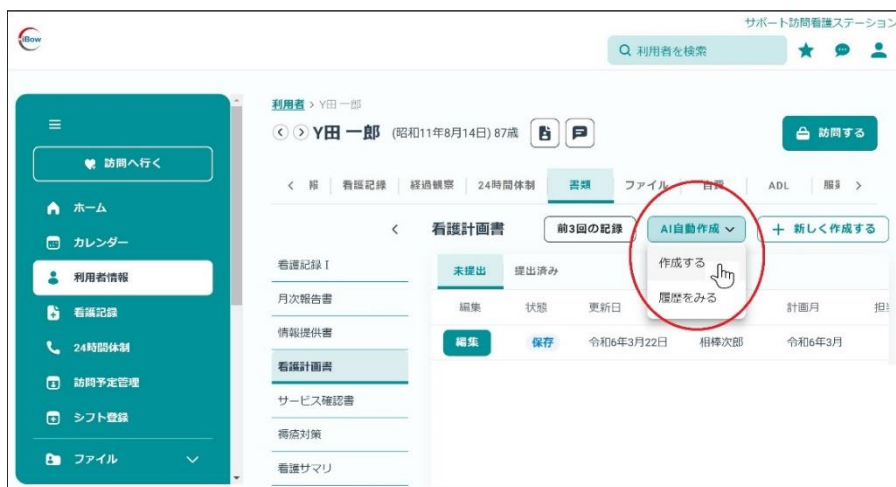 サポート訪問看護ステーション
iBow
利用者を検索
訪問へ行く
ホーム
カレンダー
利用者情報
看護記録
24時間体制
訪問予定管理
シフト登録
ファイル
利用者 > Y田 一郎
Y田 一郎 (昭和11年8月14日) 87歳
訪問する
報 看護記録 経過観察 24時間体制 書類 ファイル 自費 ADL 服薬
看護計画書 前3回の記録 AI自動作成 + 新しく作成する
作成する
履歴をみる
看護記録 I
月次報告書
情報提供書
看護計画書
サービス確認書
褥瘡対策
看護サマリ
未提出 提出済み
編集 状態 更新日 計画月
編集 保存 令和6年3月22日 相棒次郎 令和6年3月